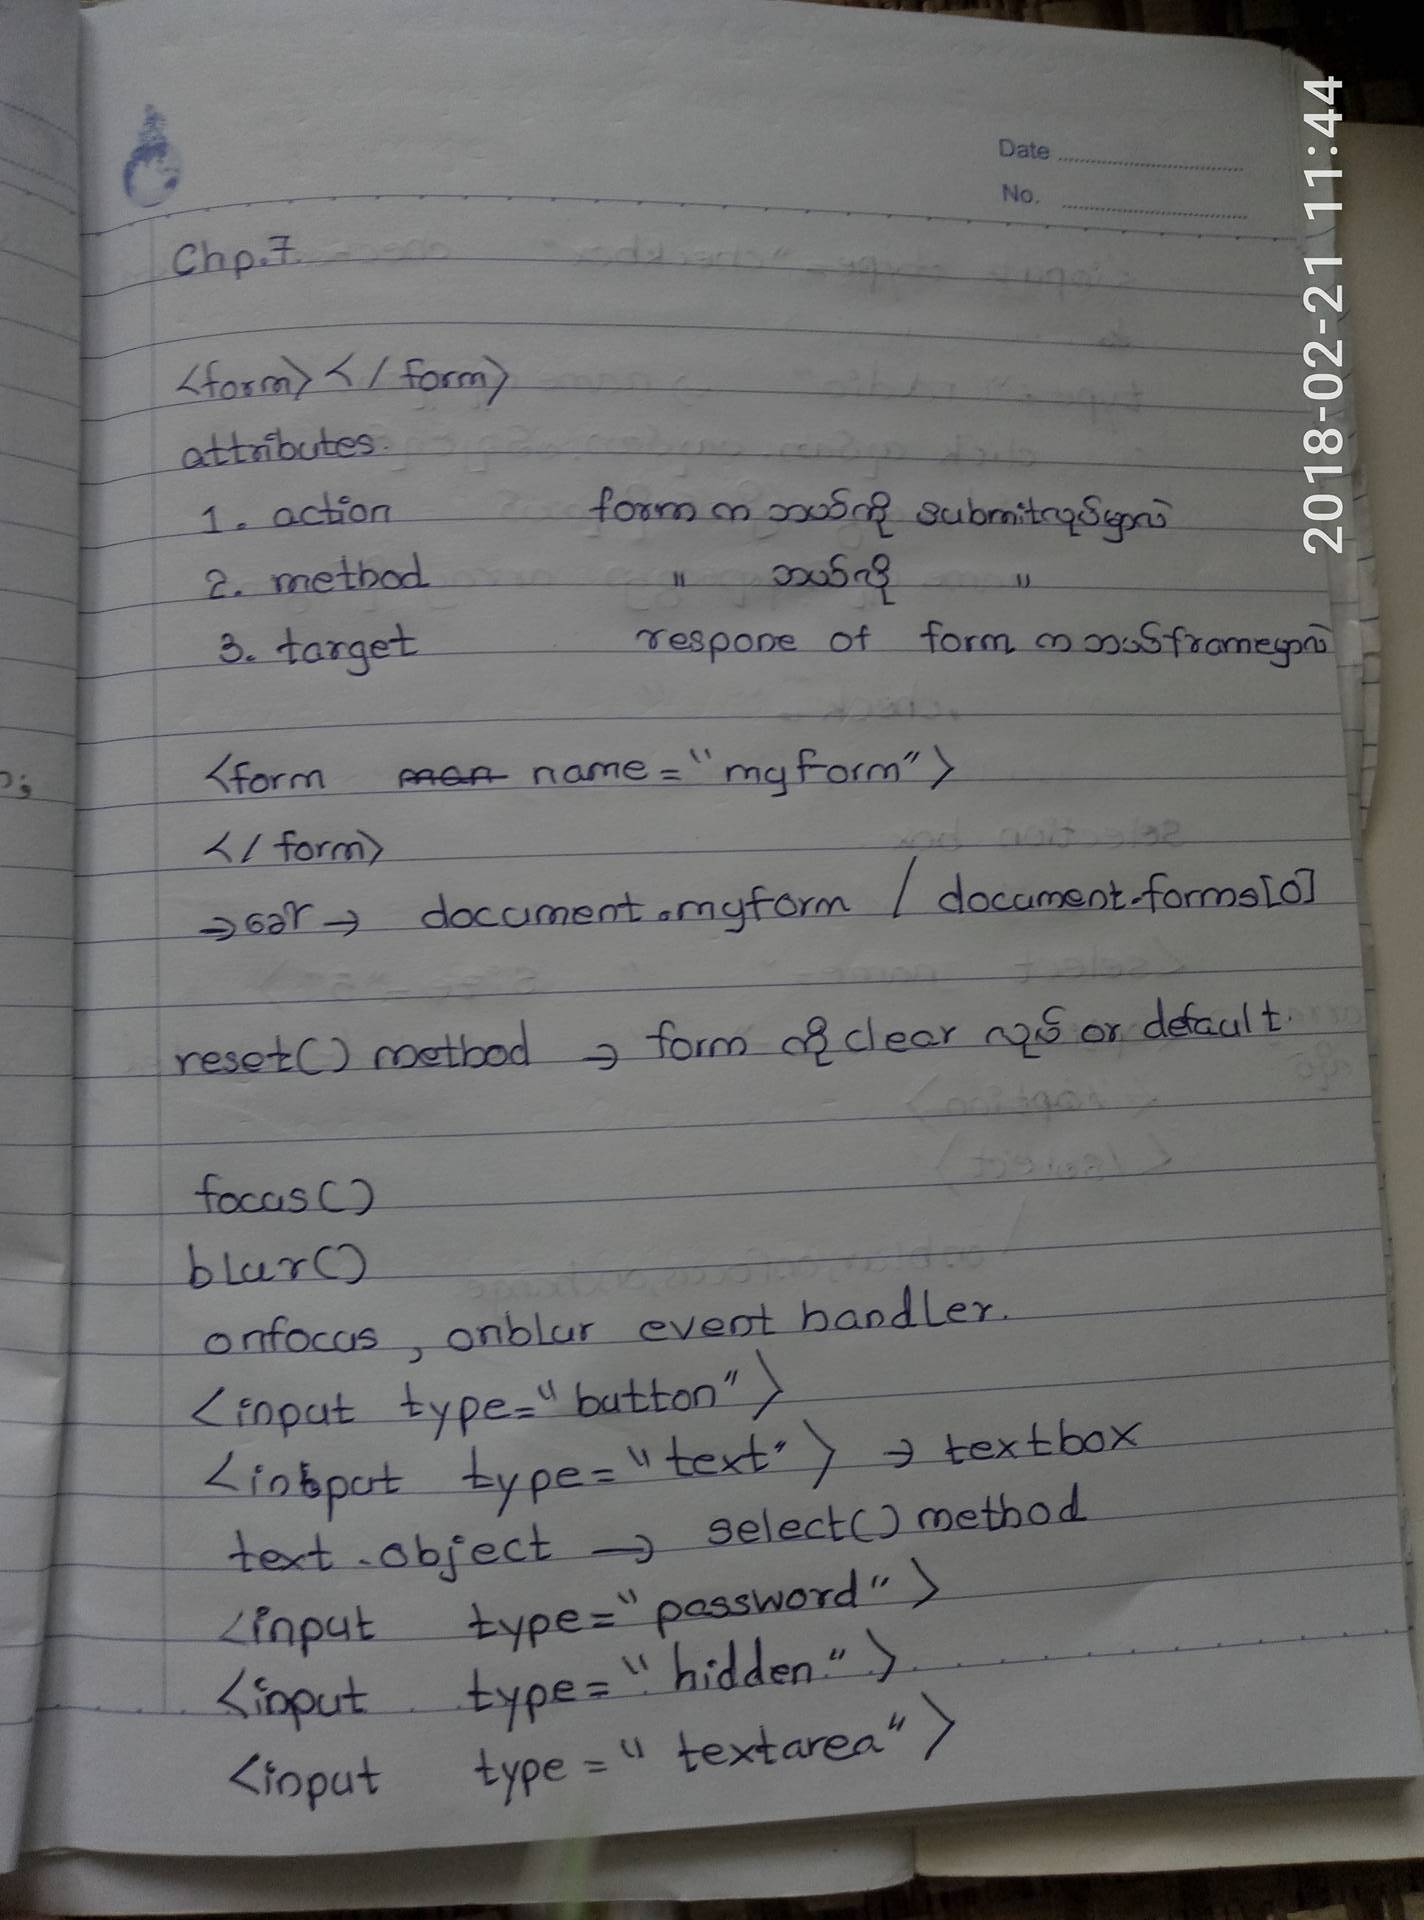 Date
No.
Chp.7
<form></form>
attributes.
1. action form က ဘယ်ကို submitလုပ်မှာလဲ
2. method " ဘယ်လို "
3. target respone of form က ဘယ်frameမှာလဲ
<form name="myform">
</form>
→ခေါ်→ document.myform / document.forms[0]
reset() method → form ကို clear လုပ် or default.
focus()
blur()
onfocus, onblur event handler.
<input type="button">
<input type="text"> → textbox
text.object → select() method
<input type="password">
<input type="hidden">
<input type="textarea">
2018-02-21 11:44